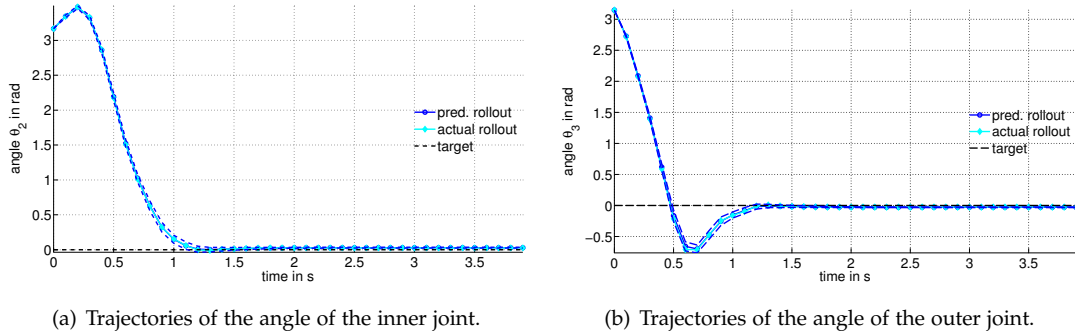 angle θ_2 in rad
3.5
3
2.5
2
1.5
1
0.5
0
pred. rollout
actual rollout
target
0 0.5 1 1.5 2 2.5 3 3.5
time in s
(a) Trajectories of the angle of the inner joint.
angle θ_3 in rad
3
2.5
2
1.5
1
0.5
0
−0.5
pred. rollout
actual rollout
target
0 0.5 1 1.5 2 2.5 3 3.5
time in s
(b) Trajectories of the angle of the outer joint.